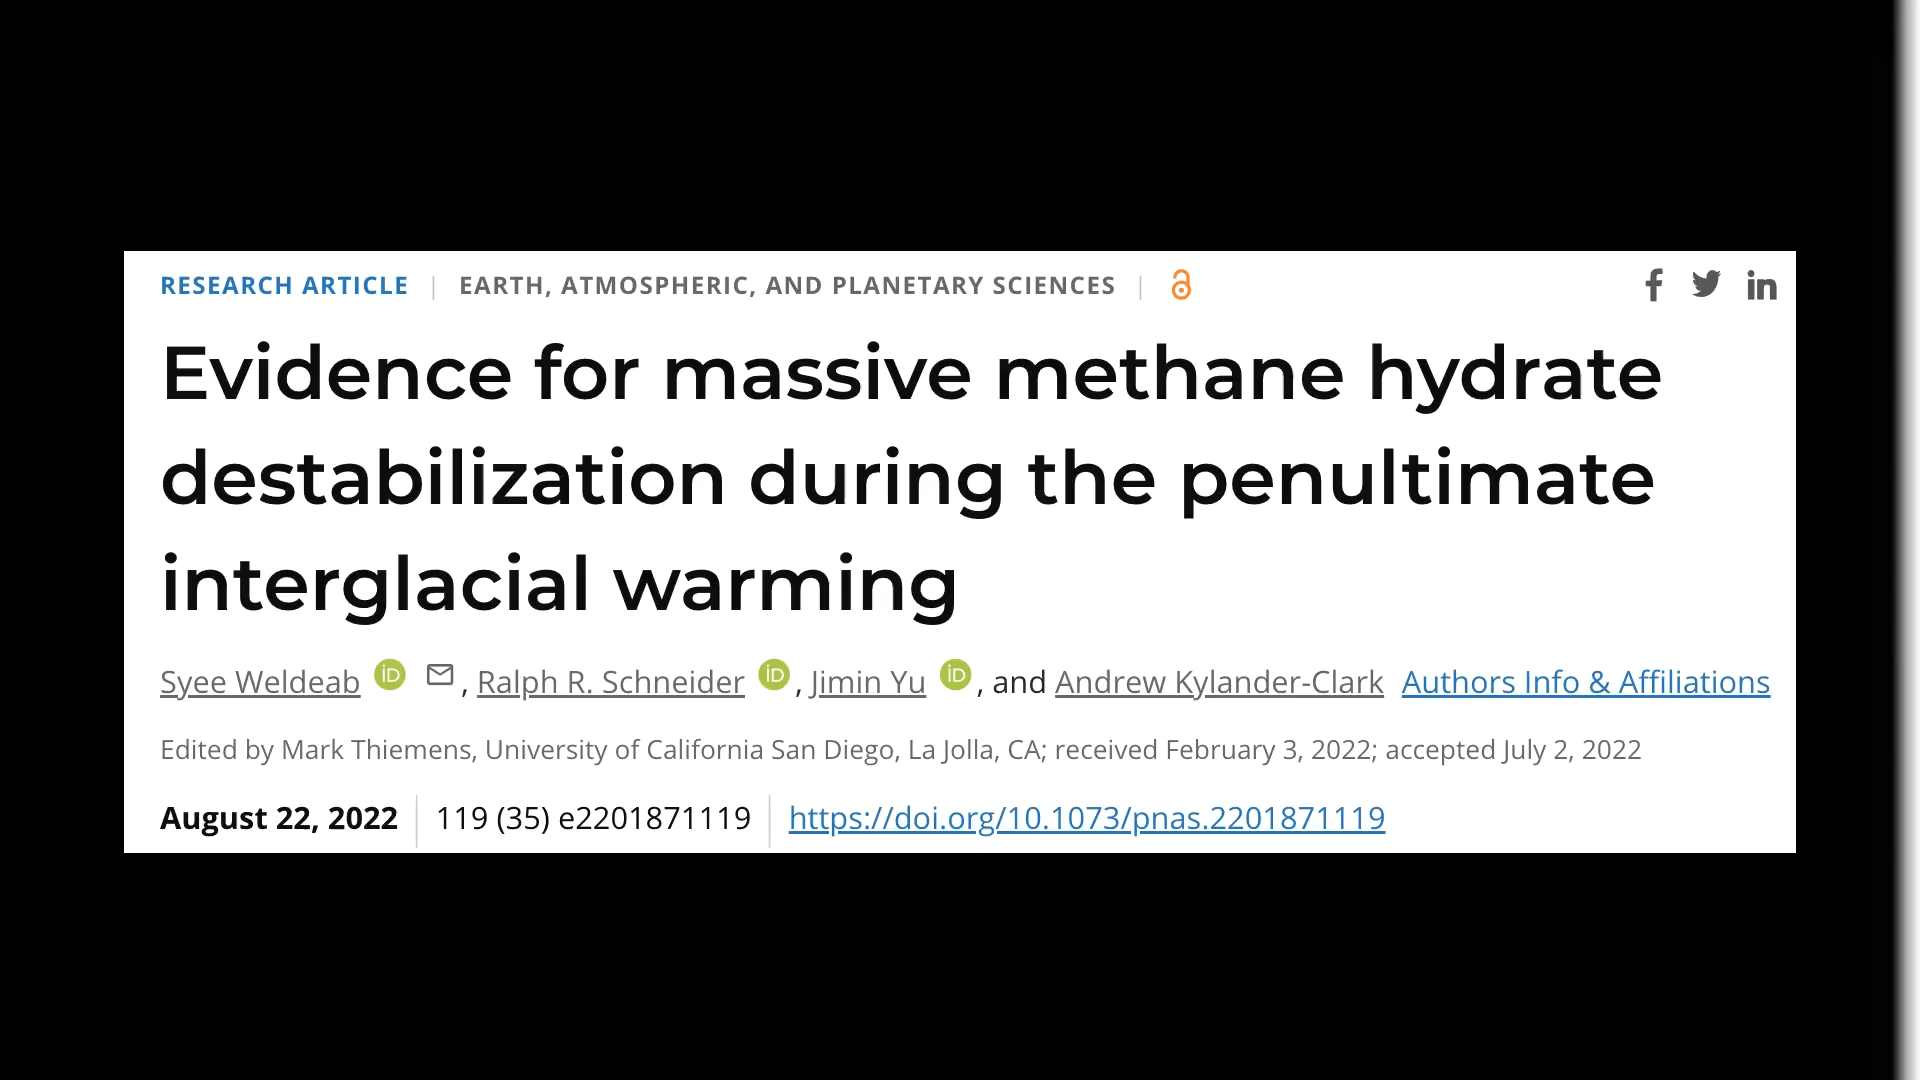 RESEARCH ARTICLE | EARTH, ATMOSPHERIC, AND PLANETARY SCIENCES |
Evidence for massive methane hydrate
destabilization during the penultimate
interglacial warming
Syee Weldeab iD , Ralph R. Schneider iD , Jimin Yu iD , and Andrew Kylander-Clark Authors Info & Affiliations
Edited by Mark Thiemens, University of California San Diego, La Jolla, CA; received February 3, 2022; accepted July 2, 2022
August 22, 2022 | 119 (35) e2201871119 | https://doi.org/10.1073/pnas.2201871119